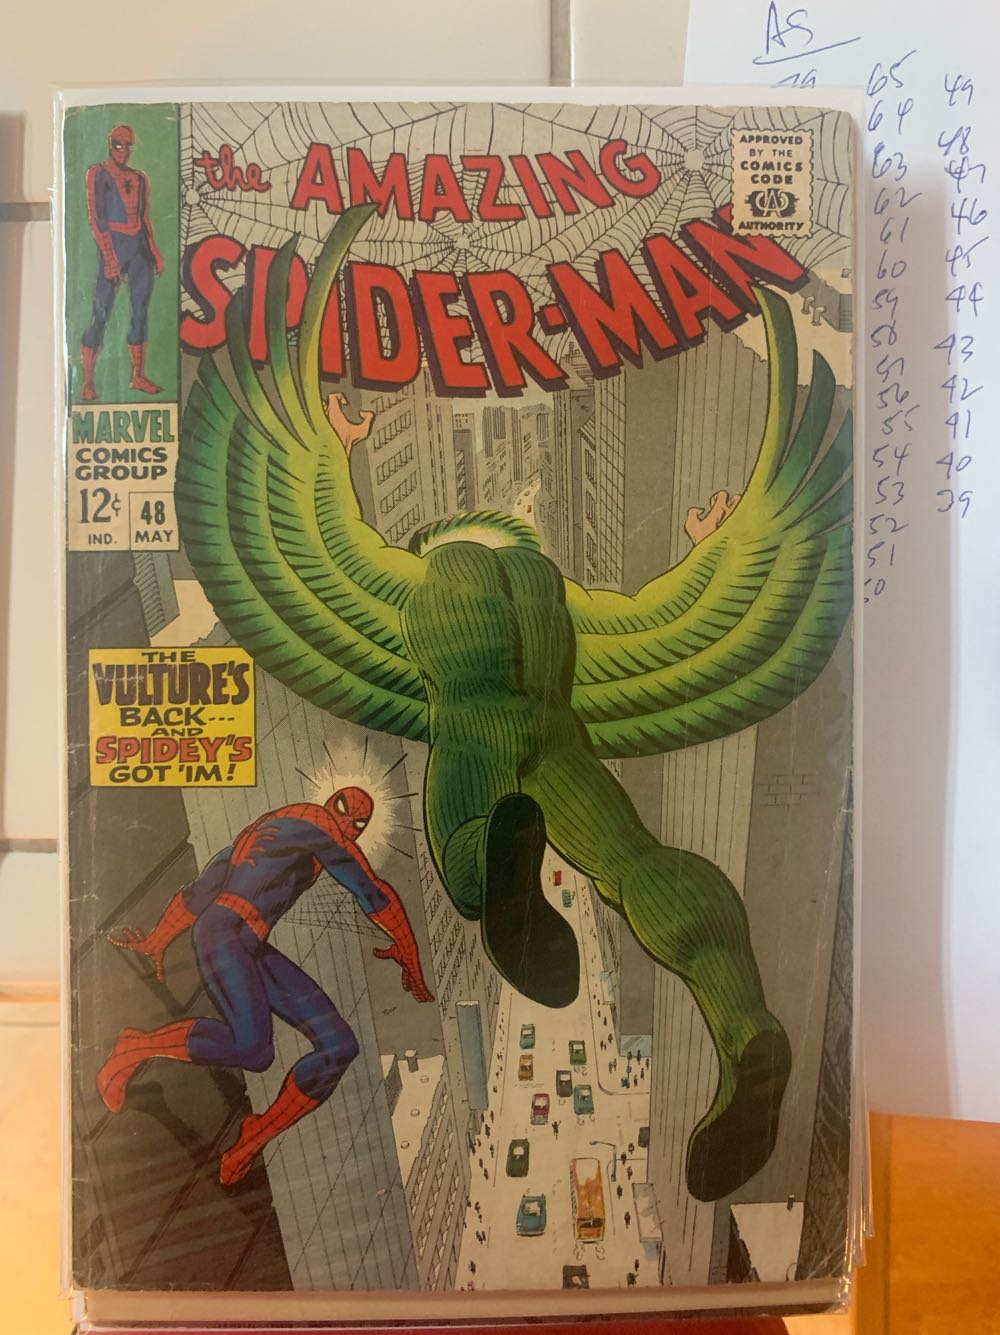 the AMAZING
SPIDER-MAN
APPROVED
BY THE
COMICS
CODE
CA
AUTHORITY
MARVEL
COMICS
GROUP
12¢
IND.
48
MAY
THE
VULTURE'S
BACK---
AND
SPIDEY'S
GOT 'IM!
AS
65
64
63
62
61
60
59
58
57
56
55
54
53
52
51
49
48
47
46
45
44
43
42
41
40
39